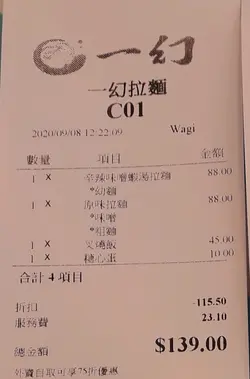 一幻
一幻拉麵
C01
2020/09/08 12:22:09 Wagi
數量 項目 金額
1 X 辛辣味噌蝦湯拉麵 88.00
*幼麵
1 X 原味拉麵 88.00
*味噌
*粗麵
1 X 叉燒飯 45.00
1 X 糖心蛋 10.00
合計 4 項目
折扣 -115.50
服務費 23.10
總金額 $139.00
外賣自取可享75折優惠